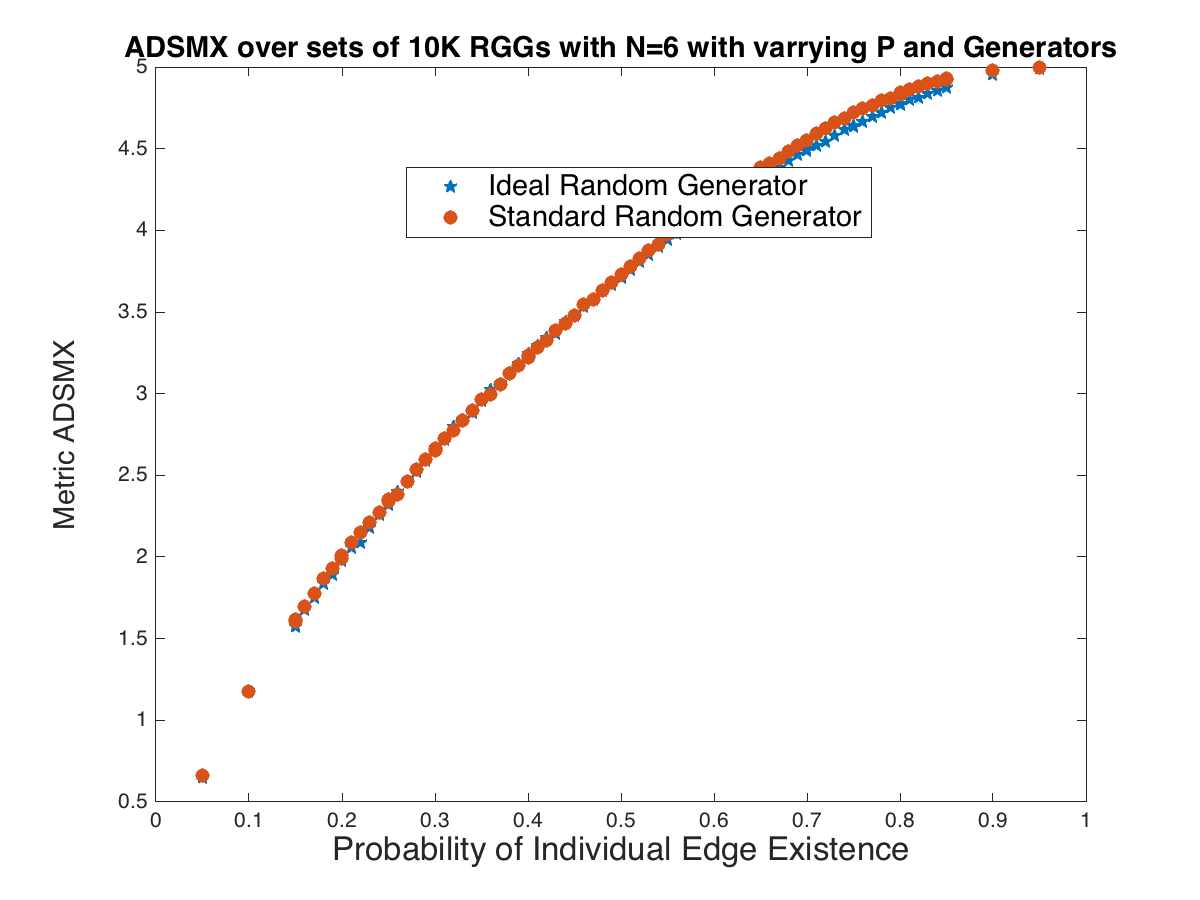 ADSMX over sets of 10K RGGs with N=6 with varrying P and Generators
5
4.5
4
3.5
3
2.5
2
1.5
1
0.5
Metric ADSMX
Ideal Random Generator
Standard Random Generator
0 0.1 0.2 0.3 0.4 0.5 0.6 0.7 0.8 0.9 1
Probability of Individual Edge Existence